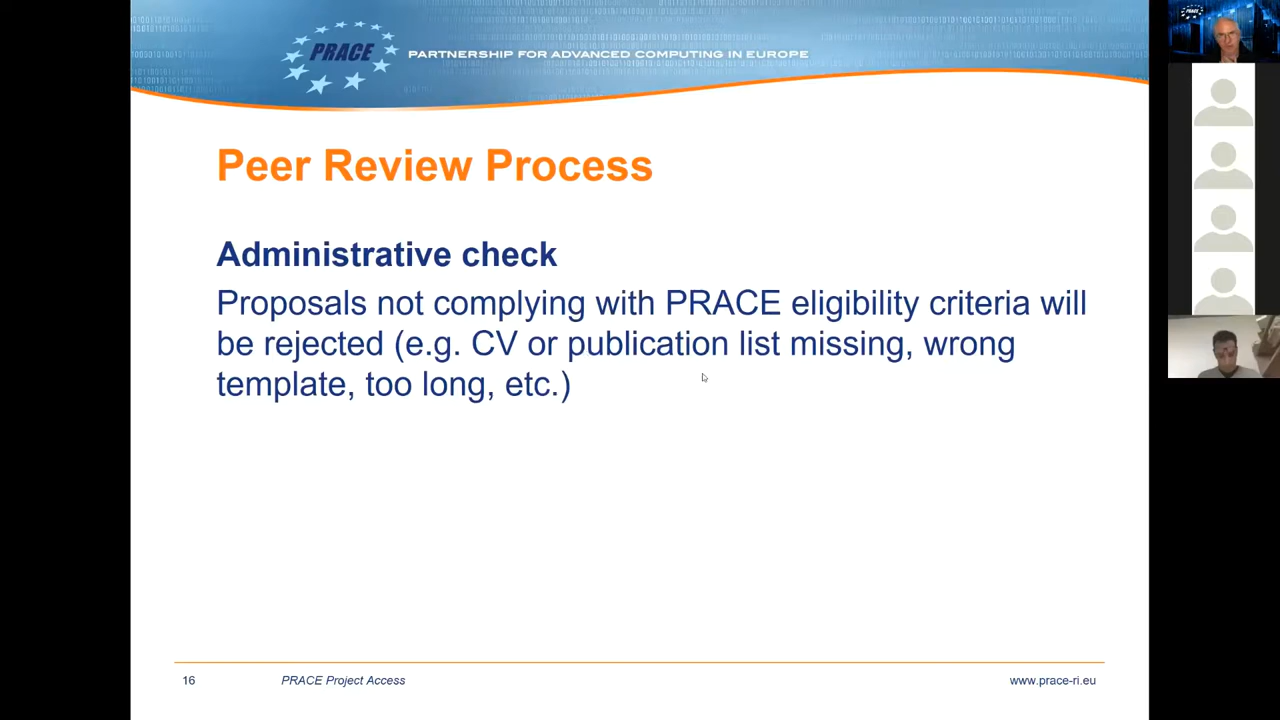 PRACE
PARTNERSHIP FOR ADVANCED COMPUTING IN EUROPE
Peer Review Process
Administrative check
Proposals not complying with PRACE eligibility criteria will
be rejected (e.g. CV or publication list missing, wrong
template, too long, etc.)
16
PRACE Project Access
www.prace-ri.eu
PRACE